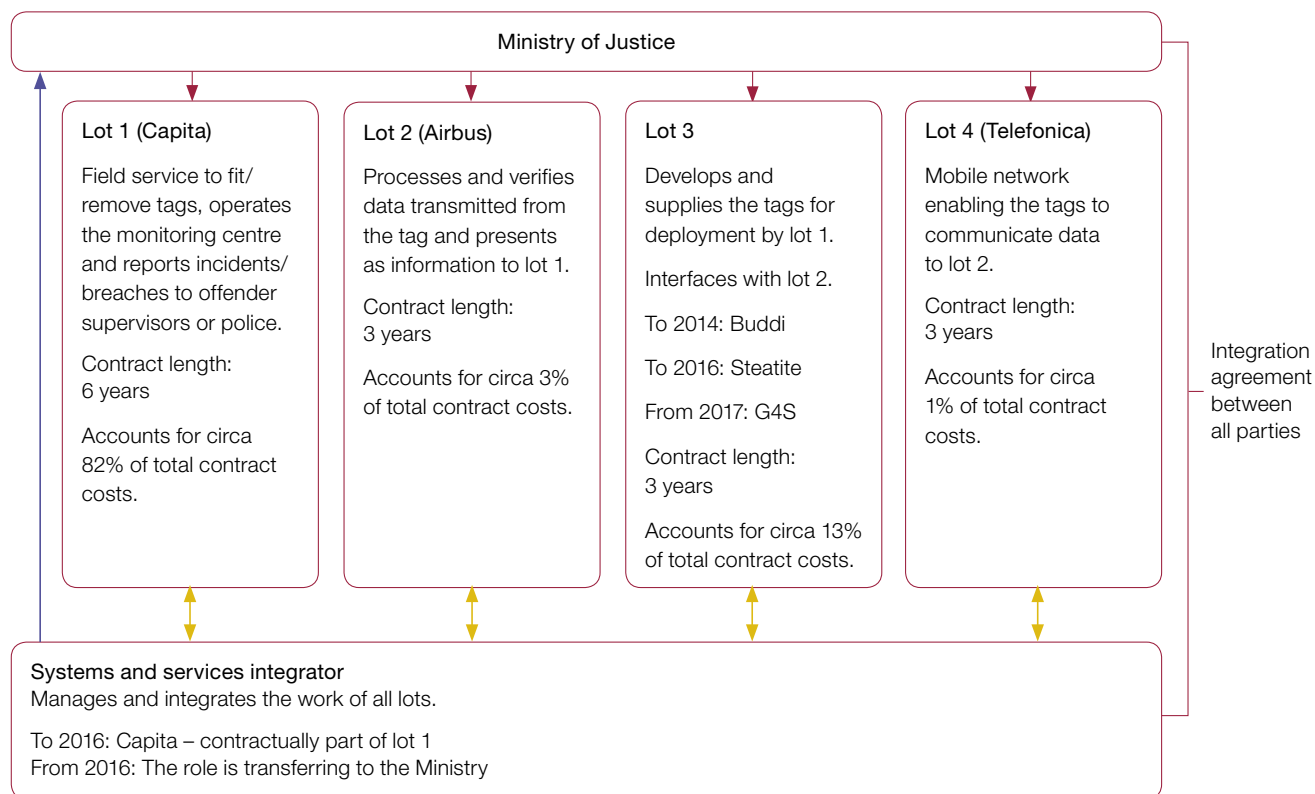 Ministry of Justice
Lot 1 (Capita)
Field service to fit/
remove tags, operates
the monitoring centre
and reports incidents/
breaches to offender
supervisors or police.
Contract length:
6 years
Accounts for circa
82% of total contract
costs.
Lot 2 (Airbus)
Processes and verifies
data transmitted from
the tag and presents
as information to lot 1.
Contract length:
3 years
Accounts for circa 3%
of total contract costs.
Lot 3
Develops and
supplies the tags for
deployment by lot 1.
Interfaces with lot 2.
To 2014: Buddi
To 2016: Steatite
From 2017: G4S
Contract length:
3 years
Accounts for circa 13%
of total contract costs.
Lot 4 (Telefonica)
Mobile network
enabling the tags to
communicate data
to lot 2.
Contract length:
3 years
Accounts for circa
1% of total contract
costs.
Integration
agreement
between
all parties
Systems and services integrator
Manages and integrates the work of all lots.
To 2016: Capita – contractually part of lot 1
From 2016: The role is transferring to the Ministry